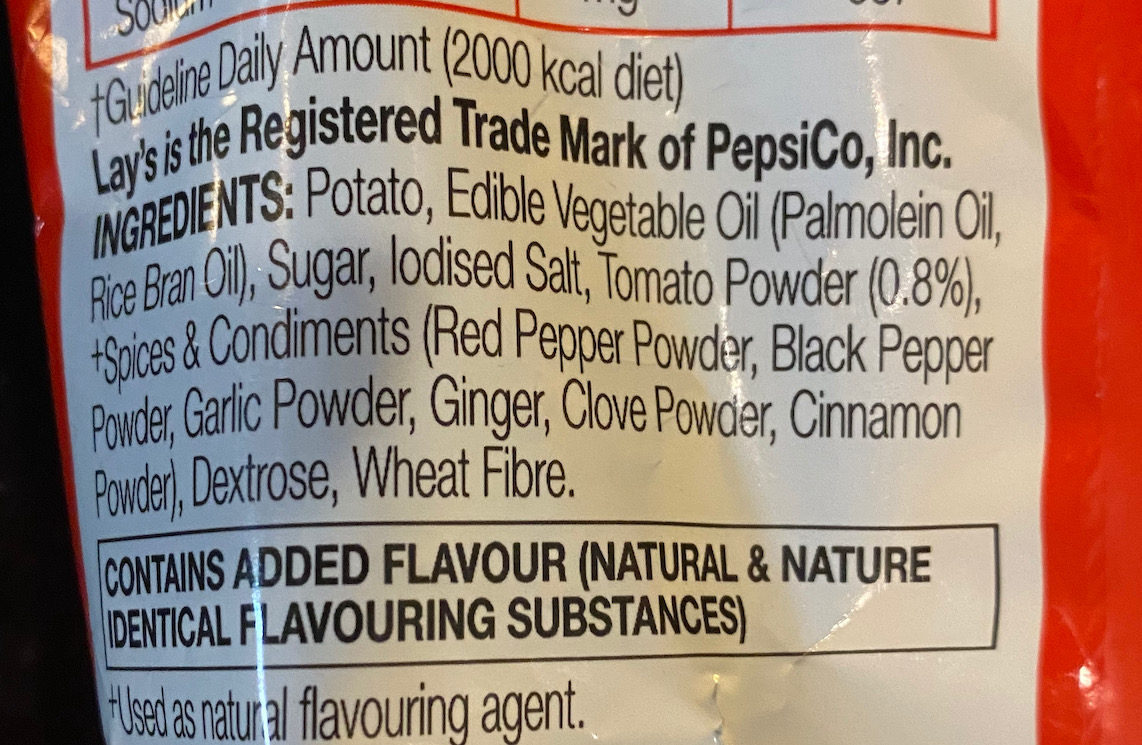 Sodium mg
†Guideline Daily Amount (2000 kcal diet)
Lay's is the Registered Trade Mark of PepsiCo, Inc.
INGREDIENTS: Potato, Edible Vegetable Oil (Palmolein Oil,
Rice Bran Oil), Sugar, Iodised Salt, Tomato Powder (0.8%),
+Spices & Condiments (Red Pepper Powder, Black Pepper
Powder, Garlic Powder, Ginger, Clove Powder, Cinnamon
Powder), Dextrose, Wheat Fibre.
CONTAINS ADDED FLAVOUR (NATURAL & NATURE
IDENTICAL FLAVOURING SUBSTANCES)
†Used as natural flavouring agent.